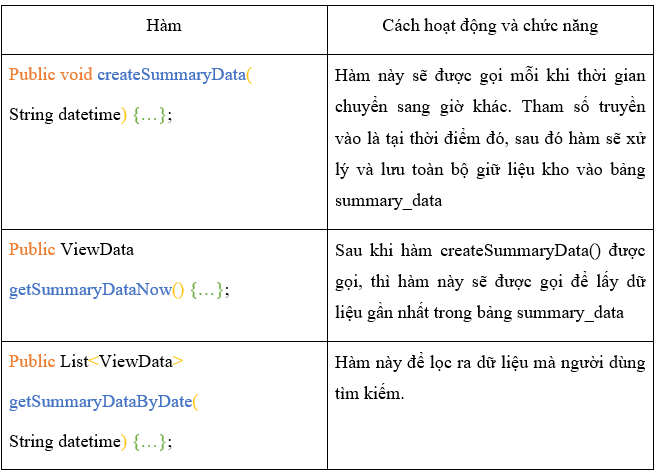 Hàm
Cách hoạt động và chức năng
Public void createSummaryData(
String datetime) {…};
Hàm này sẽ được gọi mỗi khi thời gian
chuyển sang giờ khác. Tham số truyền
vào là tại thời điểm đó, sau đó hàm sẽ xử
lý và lưu toàn bộ giữ liệu kho vào bảng
summary_data
Public ViewData
getSummaryDataNow() {…};
Sau khi hàm createSummaryData() được
gọi, thì hàm này sẽ được gọi để lấy dữ
liệu gần nhất trong bảng summary_data
Public List<ViewData>
getSummaryDataByDate(
String datetime) {…};
Hàm này để lọc ra dữ liệu mà người dùng
tìm kiếm.